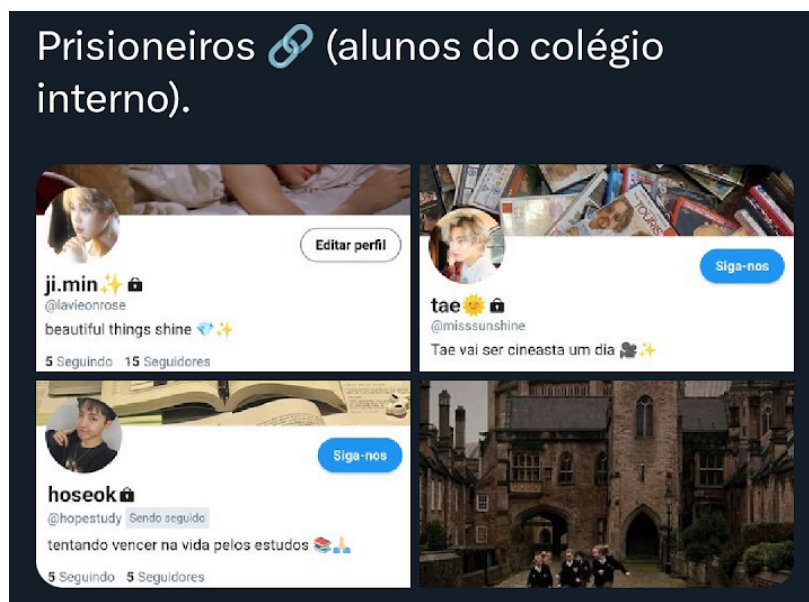 Prisioneiros 🔗 (alunos do colégio
interno).
Editar perfil
ji.min✨🔒
@lavieonrose
beautiful things shine 💎✨
5 Seguindo 15 Seguidores
Siga-nos
tae🌞🔒
@misssunshine
Tae vai ser cineasta um dia 🎥✨
Siga-nos
hoseok🔒
@hopestudy Sendo seguido
tentando vencer na vida pelos estudos 📚🙏🏻
5 Seguindo 5 Seguidores